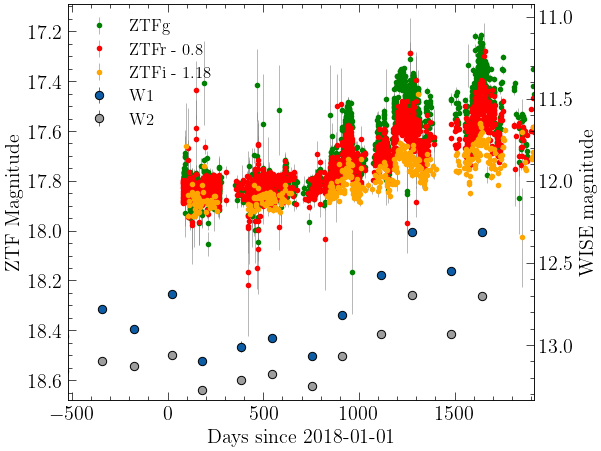 ZTFg
ZTFr - 0.8
ZTFi - 1.18
W1
W2
17.2
17.4
17.6
17.8
18.0
18.2
18.4
18.6
ZTF Magnitude
11.0
11.5
12.0
12.5
13.0
WISE magnitude
−500
0
500
1000
1500
Days since 2018-01-01